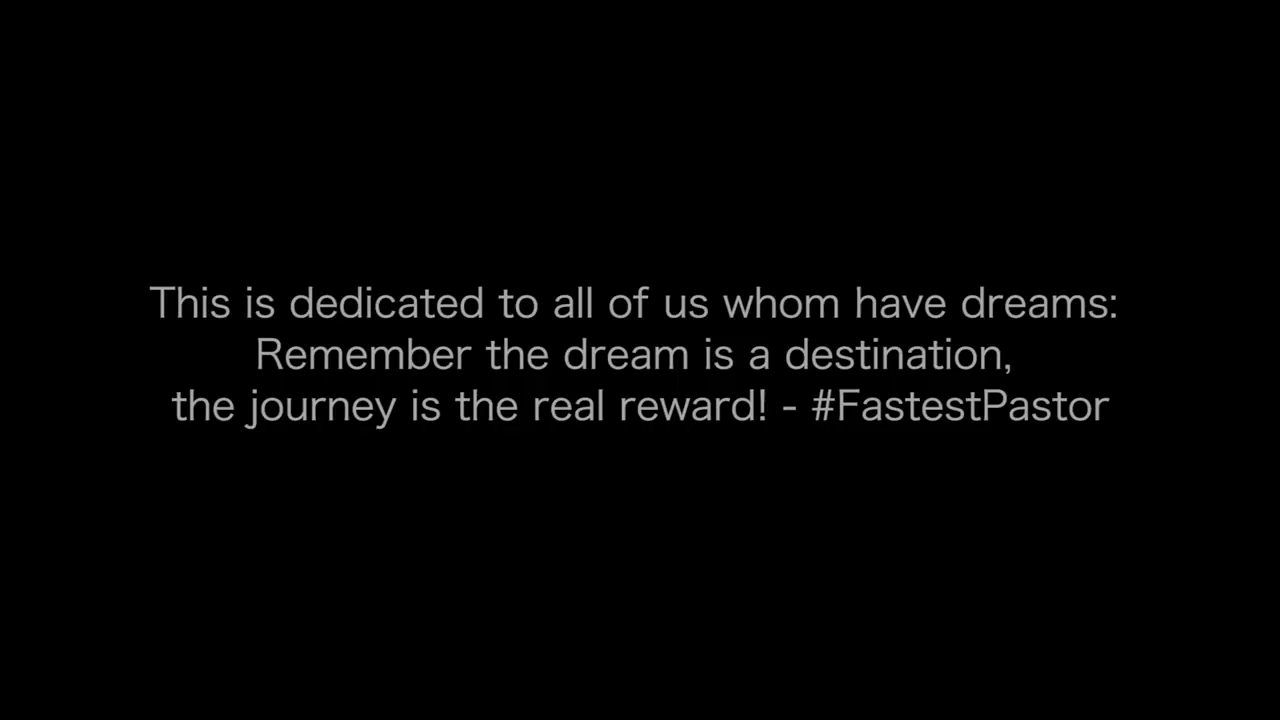 This is dedicated to all of us whom have dreams:
Remember the dream is a destination,
the journey is the real reward! - #FastestPastor